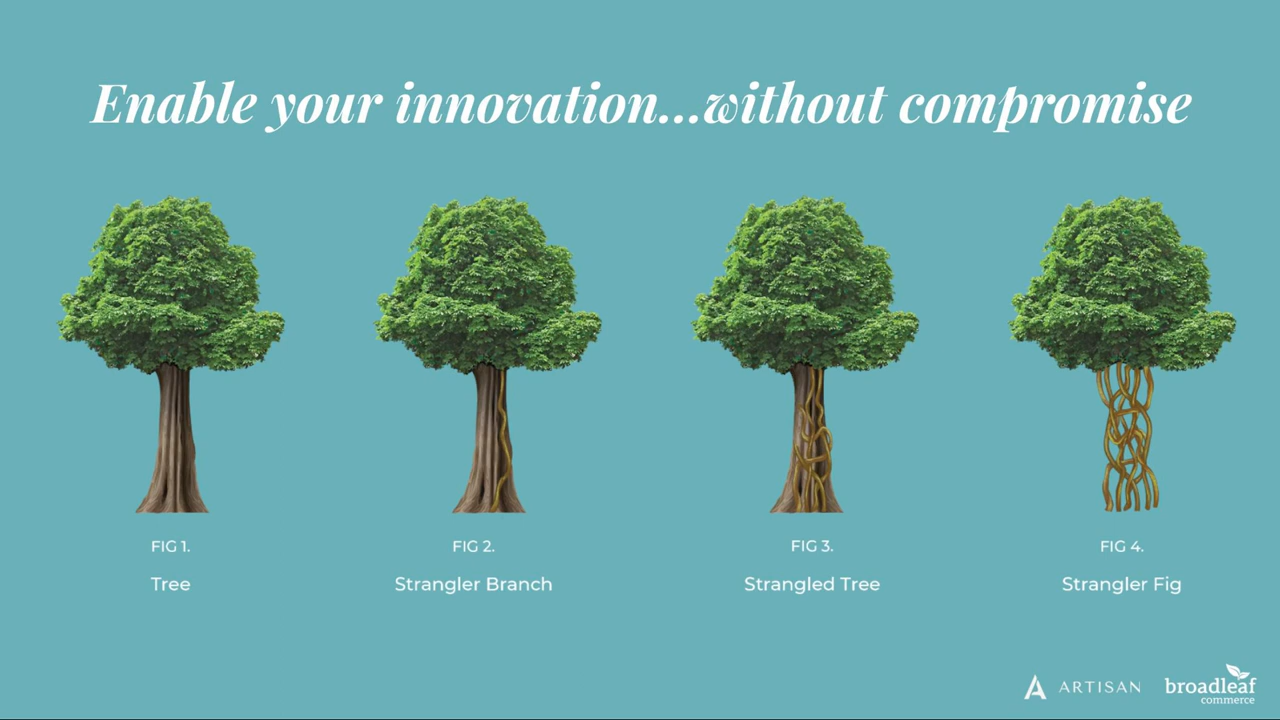 Enable your innovation...without compromise
FIG 1.
Tree
FIG 2.
Strangler Branch
FIG 3.
Strangled Tree
FIG 4.
Strangler Fig
ARTISAN
broadleaf
commerce